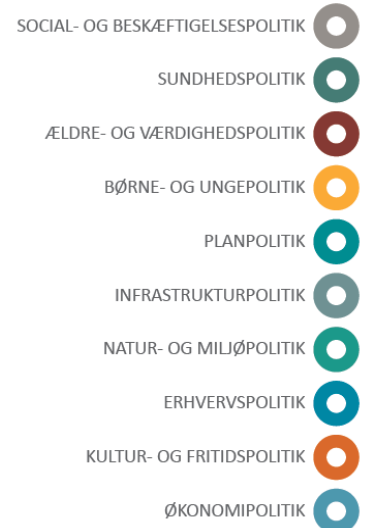 SOCIAL- OG BESKÆFTIGELSESPOLITIK
SUNDHEDSPOLITIK
ÆLDRE- OG VÆRDIGHEDSPOLITIK
BØRNE- OG UNGEPOLITIK
PLANPOLITIK
INFRASTRUKTURPOLITIK
NATUR- OG MILJØPOLITIK
ERHVERVSPOLITIK
KULTUR- OG FRITIDSPOLITIK
ØKONOMIPOLITIK